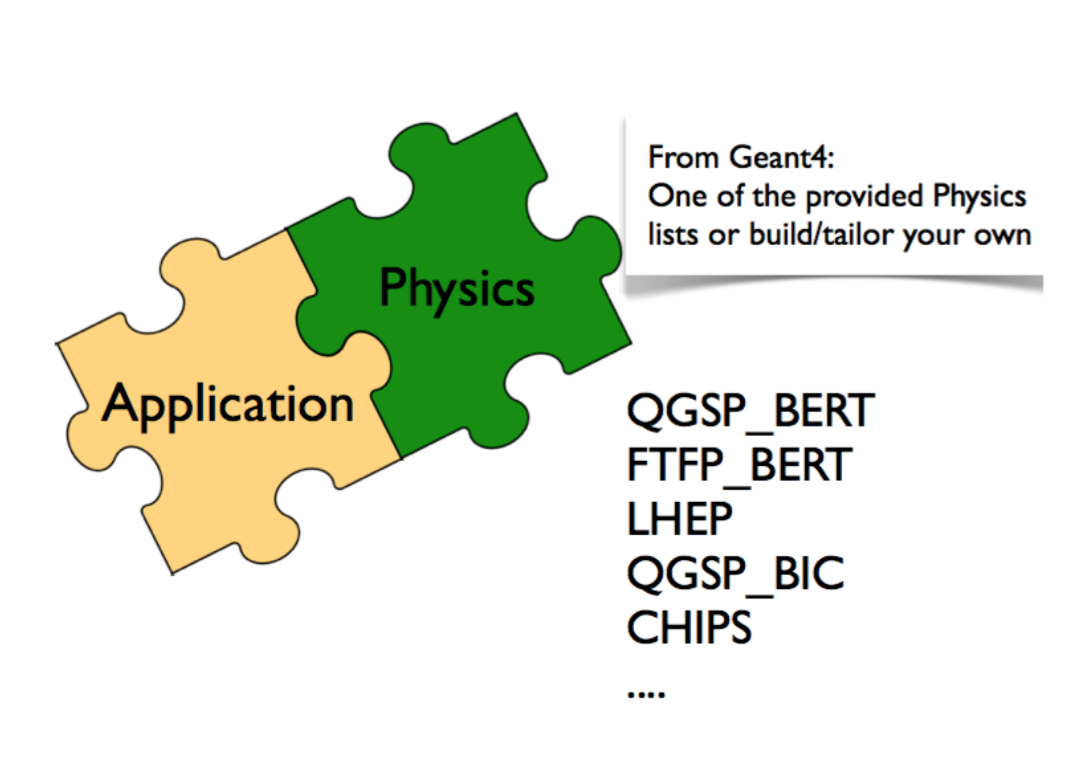 Application
Physics
From Geant4:
One of the provided Physics
lists or build/tailor your own
QGSP_BERT
FTFP_BERT
LHEP
QGSP_BIC
CHIPS
....